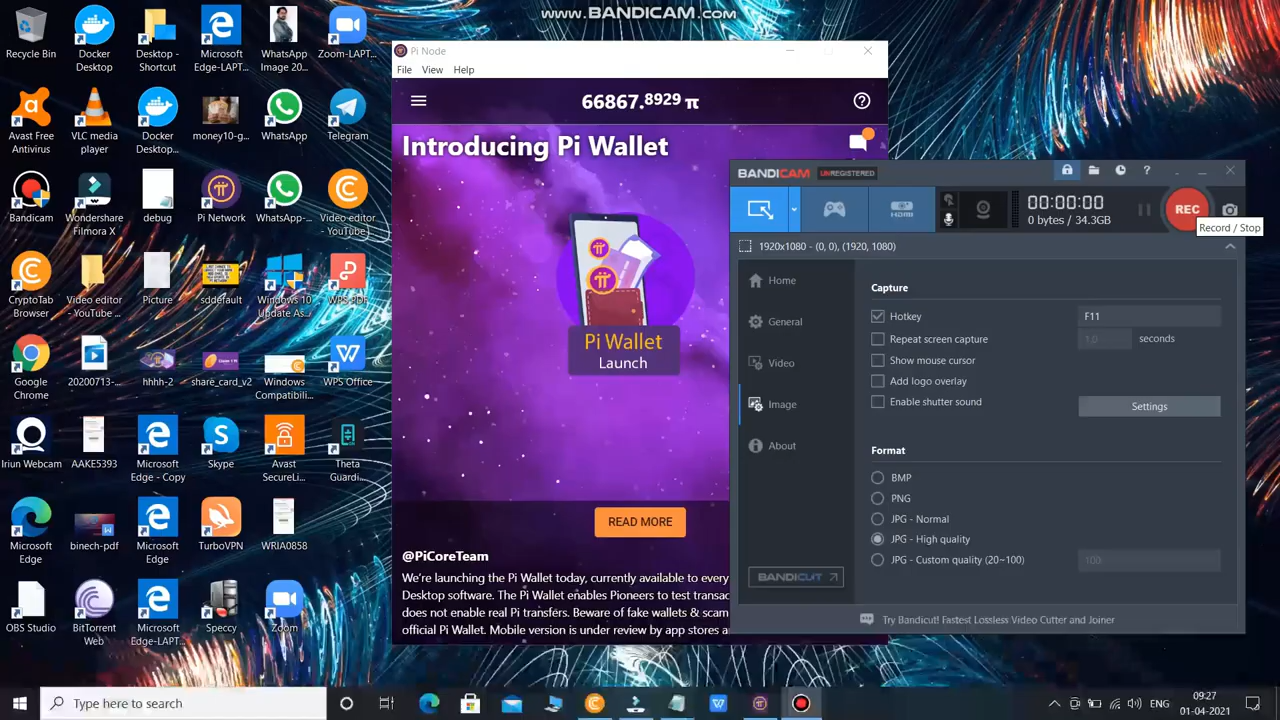 www.BANDICAM.com
Recycle Bin
Docker Desktop
Desktop - Shortcut
Microsoft Edge-LAPT...
WhatsApp Image 20...
Zoom-LAPT...
Avast Free Antivirus
VLC media player
Docker Desktop...
money10-g...
WhatsApp
Telegram
Bandicam
Wondershare Filmora X
debug
Pi Network
WhatsApp-...
Video-editor - YouTube
CryptoTab Browser
Video editor - YouTube ...
Picture
sddefault
Windows 10 Update As...
WPS PDF
Google Chrome
20200713-...
hhhh-2
share_card_v2
Windows Compatibili...
WPS Office
Iriun Webcam
AAKE5393
Microsoft Edge - Copy
Skype
Avast SecureLi...
Theta Guardi...
Microsoft Edge
binech-pdf
Microsoft Edge
TurboVPN
WRIA0858
OBS Studio
BitTorrent Web
Microsoft Edge-LAPT...
Speccy
Zoom
Pi Node
File View Help
66867.8929 π
Introducing Pi Wallet
Pi Wallet
Launch
READ MORE
@PiCoreTeam
We're launching the Pi Wallet today, currently available to every
Desktop software. The Pi Wallet enables Pioneers to test transac
does not enable real Pi transfers. Beware of fake wallets & scam
official Pi Wallet. Mobile version is under review by app stores a
BANDICAM UNREGISTERED
HDMI
00:00:00
0 bytes / 34.3GB
REC
Record / Stop
1920x1080 - (0, 0), (1920, 1080)
Home
General
Video
Image
About
BANDICUT
Capture
Hotkey F11
Repeat screen capture 1.0 seconds
Show mouse cursor
Add logo overlay
Enable shutter sound
Settings
Format
BMP
PNG
JPG - Normal
JPG - High quality
JPG - Custom quality (20~100) 100
Try Bandicut! Fastest Lossless Video Cutter and Joiner
Type here to search
ENG
09:27
01-04-2021